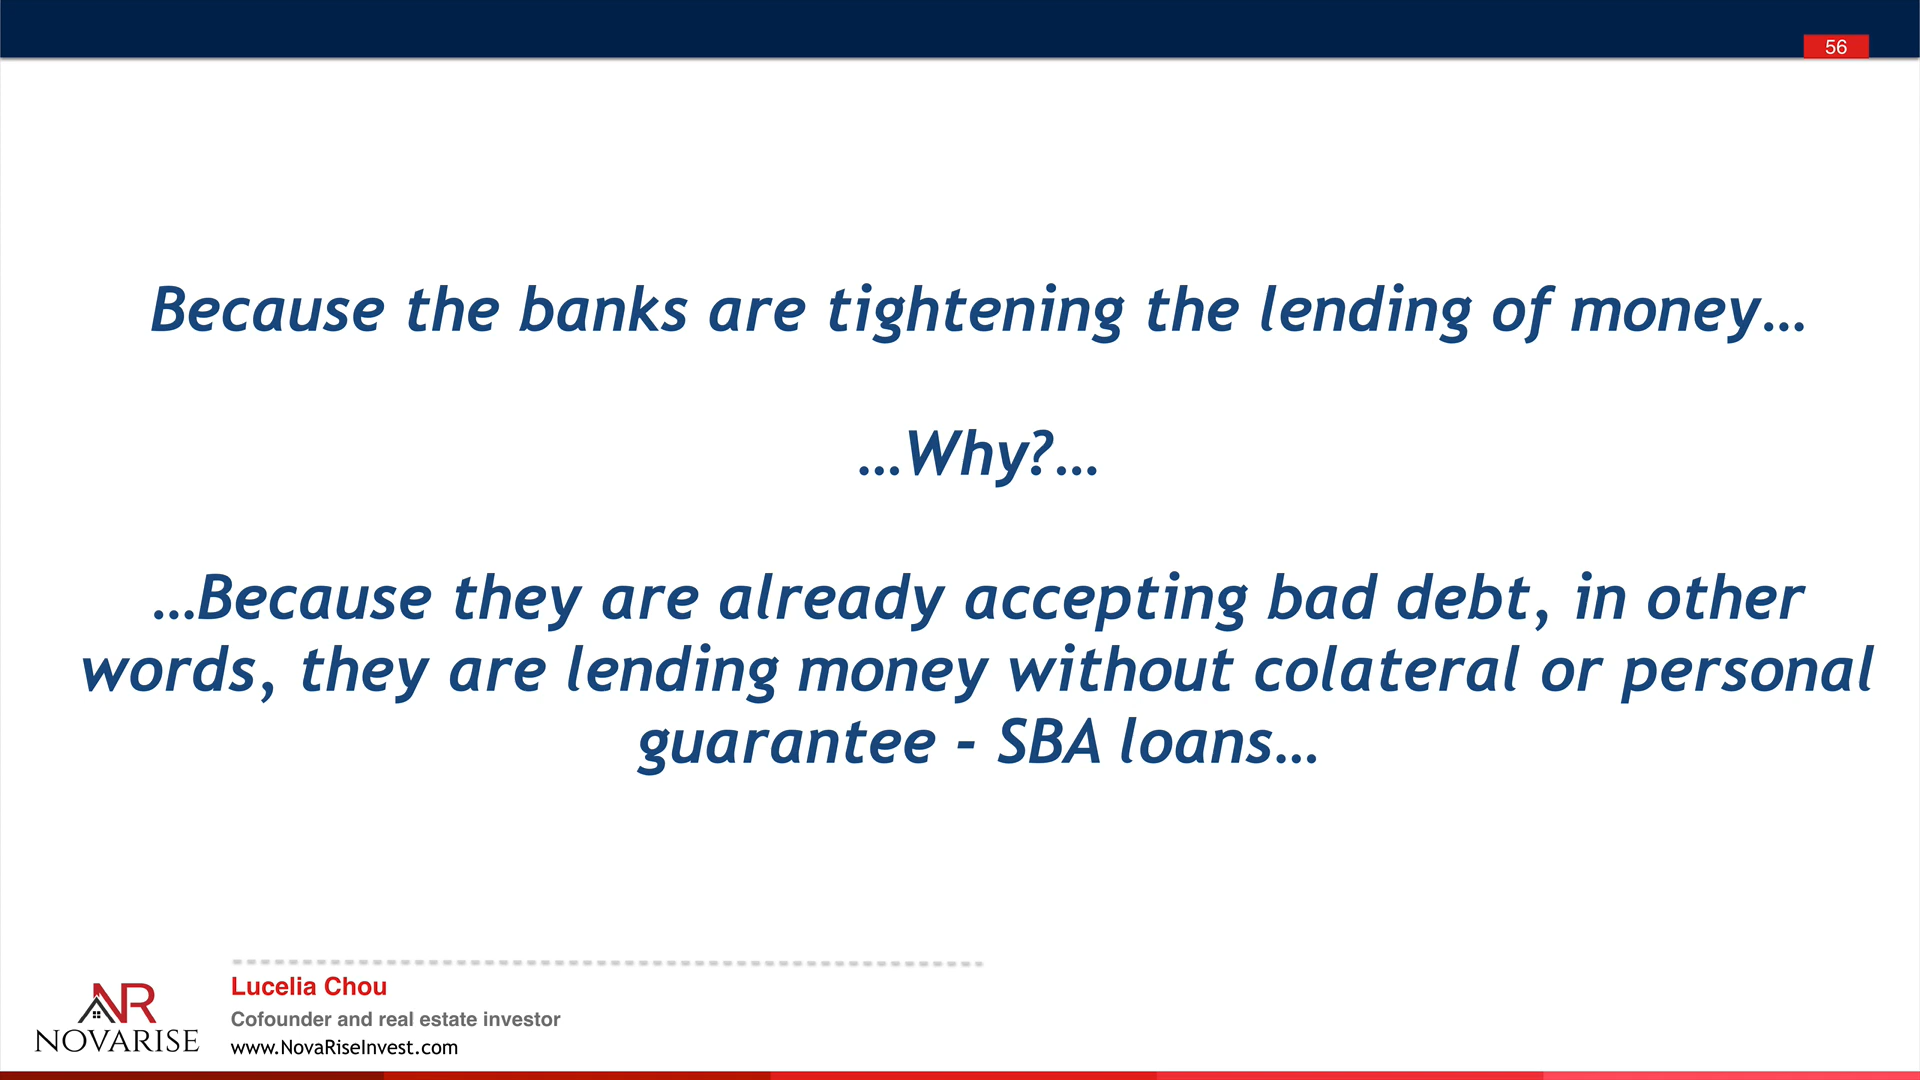 56
Because the banks are tightening the lending of money…
…Why?…
…Because they are already accepting bad debt, in other
words, they are lending money without colateral or personal
guarantee - SBA loans…
Lucelia Chou
Cofounder and real estate investor
www.NovaRiseInvest.com
NR
NOVARISE